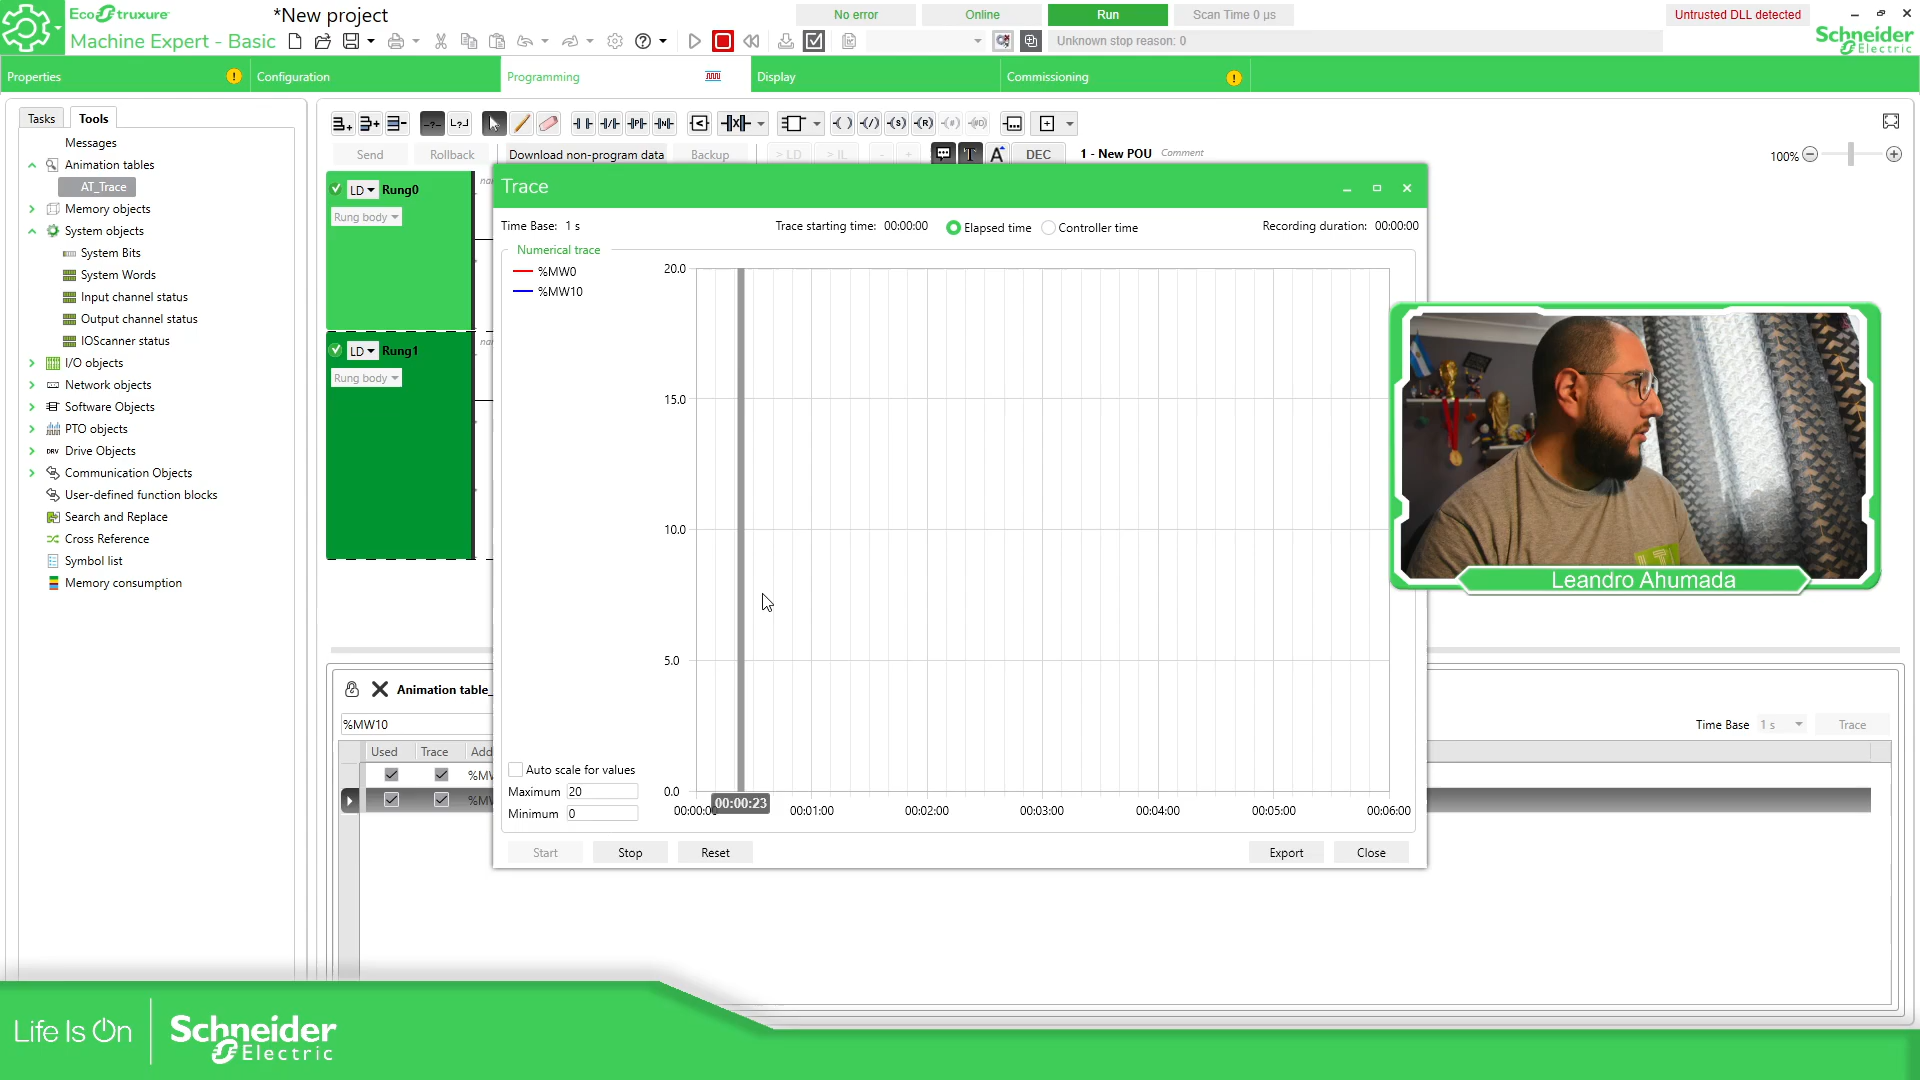 EcoStruxure
Machine Expert - Basic
*New project
No error
Online
Run
Scan Time 0 µs
Untrusted DLL detected
Unknown stop reason: 0
Schneider
Electric
Properties
Configuration
Programming
Display
Commissioning
Tasks
Tools
Messages
Animation tables
AT_Trace
Memory objects
System objects
System Bits
System Words
Input channel status
Output channel status
IOScanner status
I/O objects
Network objects
Software Objects
PTO objects
DRV Drive Objects
Communication Objects
User-defined function blocks
Search and Replace
Cross Reference
Symbol list
Memory consumption
Send
Rollback
Download non-program data
Backup
> LD
> IL
DEC
1 - New POU
Comment
100%
LD
Rung0
Rung body
LD
Rung1
Rung body
Trace
Time Base: 1 s
Trace starting time: 00:00:00
Elapsed time
Controller time
Recording duration: 00:00:00
Numerical trace
%MW0
%MW10
20.0
15.0
10.0
5.0
0.0
00:00:23
00:01:00
00:02:00
00:03:00
00:04:00
00:05:00
00:06:00
Auto scale for values
Maximum 20
Minimum 0
Start
Stop
Reset
Export
Close
Leandro Ahumada
Animation table_
%MW10
Time Base 1 s
Trace
Used
Trace
Life Is On
Schneider
Electric